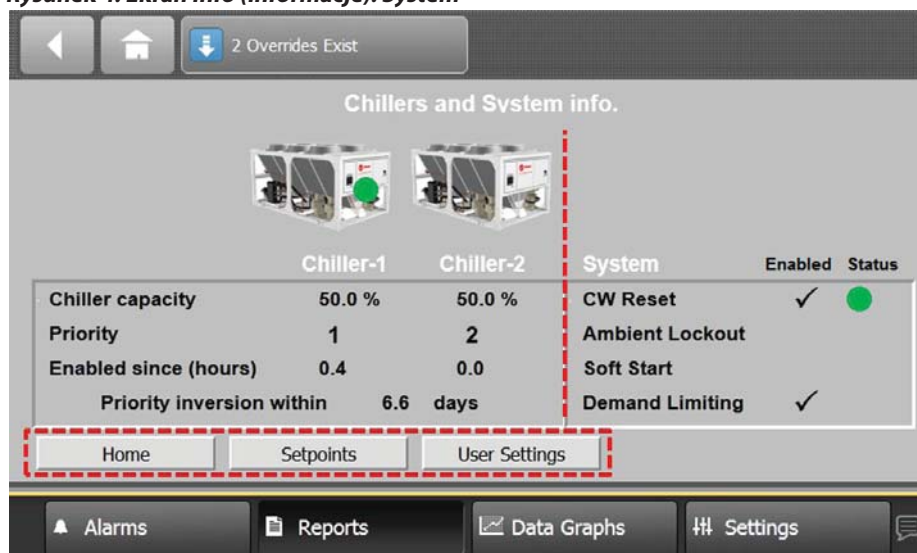 Rysunek 4. Ekran Info (Informacje): System
2 Overrides Exist
Chillers and System info.
Chiller-1 Chiller-2 System Enabled Status
Chiller capacity 50.0 % 50.0 % CW Reset ✓
Priority 1 2 Ambient Lockout
Enabled since (hours) 0.4 0.0 Soft Start
Priority inversion within 6.6 days Demand Limiting ✓
Home Setpoints User Settings
Alarms Reports Data Graphs Settings